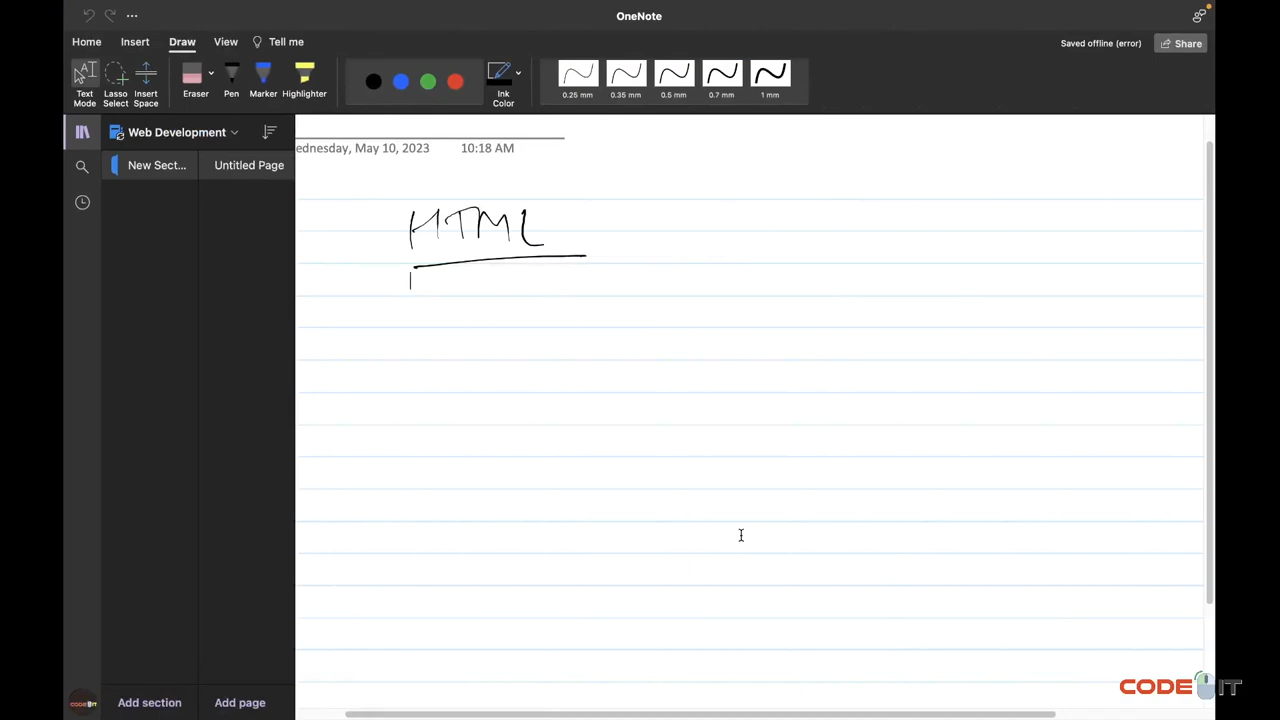 OneNote
Home Insert Draw View Tell me
Saved offline (error) Share
Text Mode
Lasso Select
Insert Space
Eraser
Pen
Marker
Highlighter
Ink Color
0.25 mm 0.35 mm 0.5 mm 0.7 mm 1 mm
Web Development
New Sect... Untitled Page
ednesday, May 10, 2023 10:18 AM
HTML
Add section Add page
CODE IT